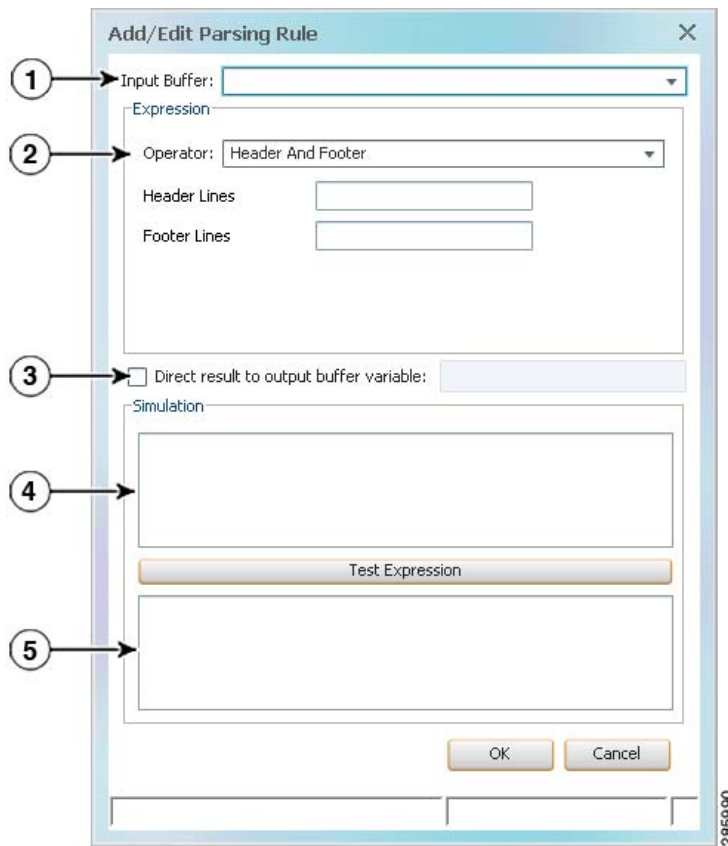 Add/Edit Parsing Rule
1
Input Buffer:
Expression
2
Operator: Header And Footer
Header Lines
Footer Lines
3
Direct result to output buffer variable:
Simulation
4
Test Expression
5
OK Cancel
285990